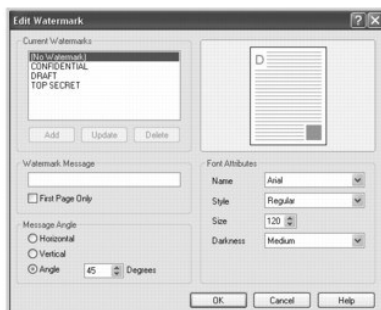 Edit Watermark
Current Watermarks
(No Watermark)
CONFIDENTIAL
DRAFT
TOP SECRET
Add Update Delete
D
Watermark Message
First Page Only
Message Angle
Horizontal
Vertical
Angle 45 Degrees
Font Attributes
Name Arial
Style Regular
Size 120
Darkness Medium
OK Cancel Help